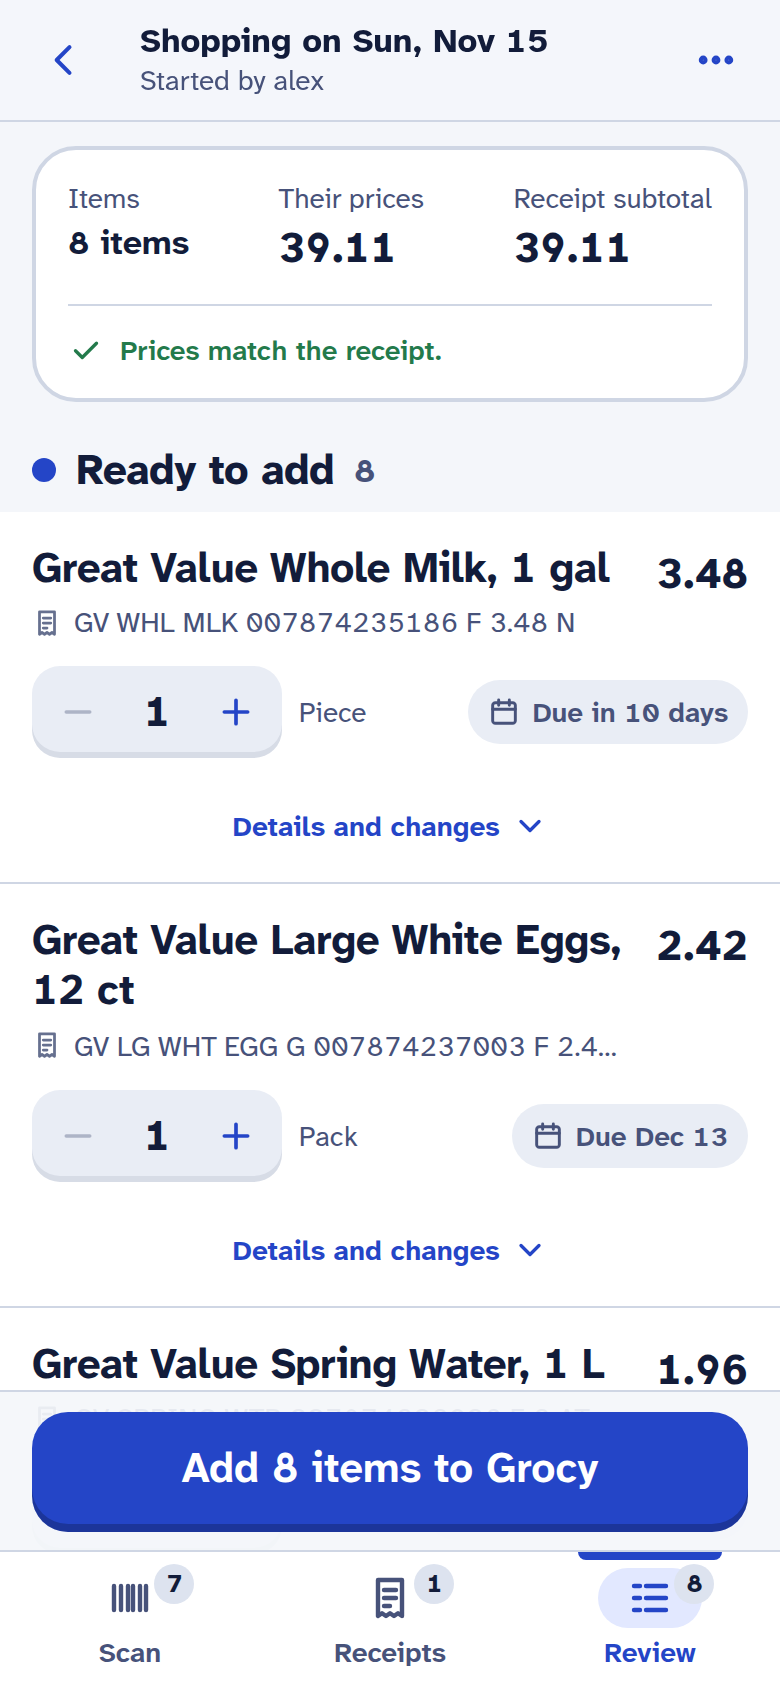 Shopping on Sun, Nov 15
Started by alex
Items
Their prices
Receipt subtotal
8 items
39.11
39.11
Prices match the receipt.
Ready to add 8
Great Value Whole Milk, 1 gal 3.48
GV WHL MLK 007874235186 F 3.48 N
1 Piece Due in 10 days
Details and changes
Great Value Large White Eggs, 2.42
12 ct
GV LG WHT EGG G 007874237003 F 2.4...
1 Pack Due Dec 13
Details and changes
Great Value Spring Water, 1 L 1.96
Add 8 items to Grocy
7 1 8
Scan Receipts Review